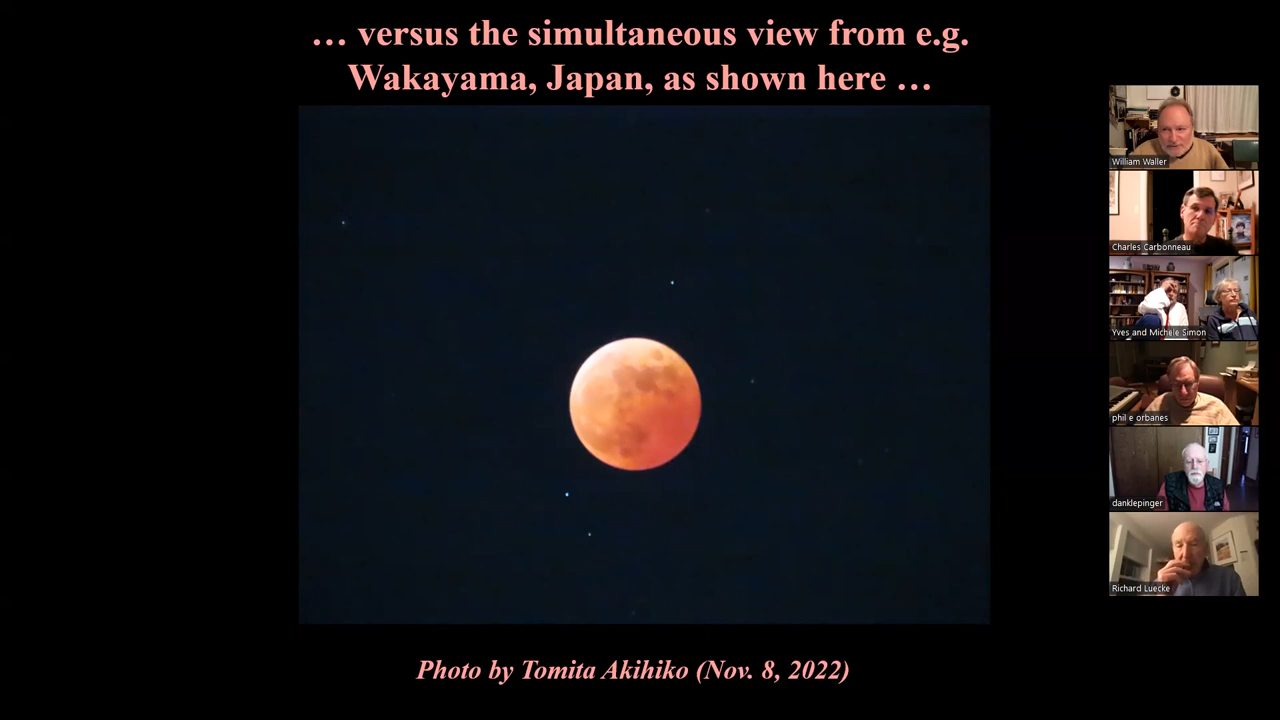 … versus the simultaneous view from e.g.
Wakayama, Japan, as shown here …
William Waller
Charles Carbonneau
Yves and Michele Simon
phil e orbanes
danklepinger
Richard Luecke
Photo by Tomita Akihiko (Nov. 8, 2022)